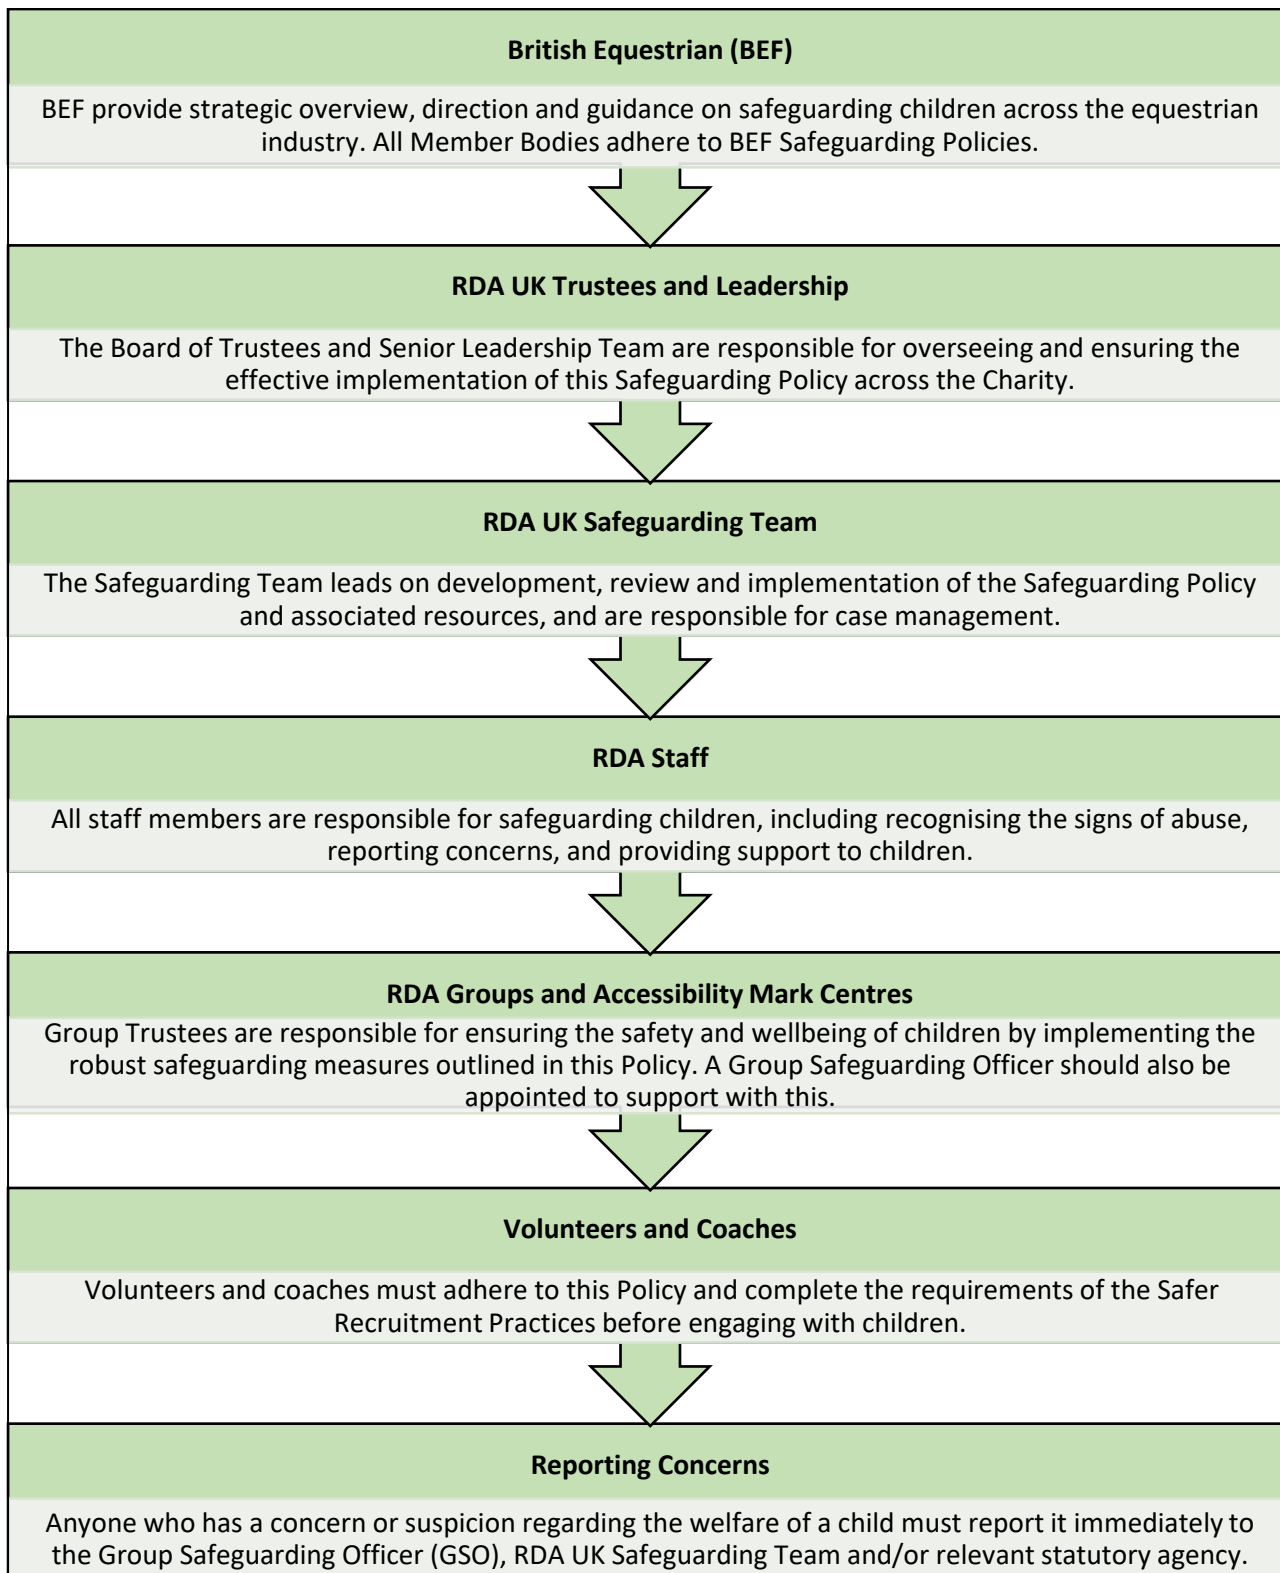 British Equestrian (BEF)
BEF provide strategic overview, direction and guidance on safeguarding children across the equestrian
industry. All Member Bodies adhere to BEF Safeguarding Policies.
RDA UK Trustees and Leadership
The Board of Trustees and Senior Leadership Team are responsible for overseeing and ensuring the
effective implementation of this Safeguarding Policy across the Charity.
RDA UK Safeguarding Team
The Safeguarding Team leads on development, review and implementation of the Safeguarding Policy
and associated resources, and are responsible for case management.
RDA Staff
All staff members are responsible for safeguarding children, including recognising the signs of abuse,
reporting concerns, and providing support to children.
RDA Groups and Accessibility Mark Centres
Group Trustees are responsible for ensuring the safety and wellbeing of children by implementing the
robust safeguarding measures outlined in this Policy. A Group Safeguarding Officer should also be
appointed to support with this.
Volunteers and Coaches
Volunteers and coaches must adhere to this Policy and complete the requirements of the Safer
Recruitment Practices before engaging with children.
Reporting Concerns
Anyone who has a concern or suspicion regarding the welfare of a child must report it immediately to
the Group Safeguarding Officer (GSO), RDA UK Safeguarding Team and/or relevant statutory agency.